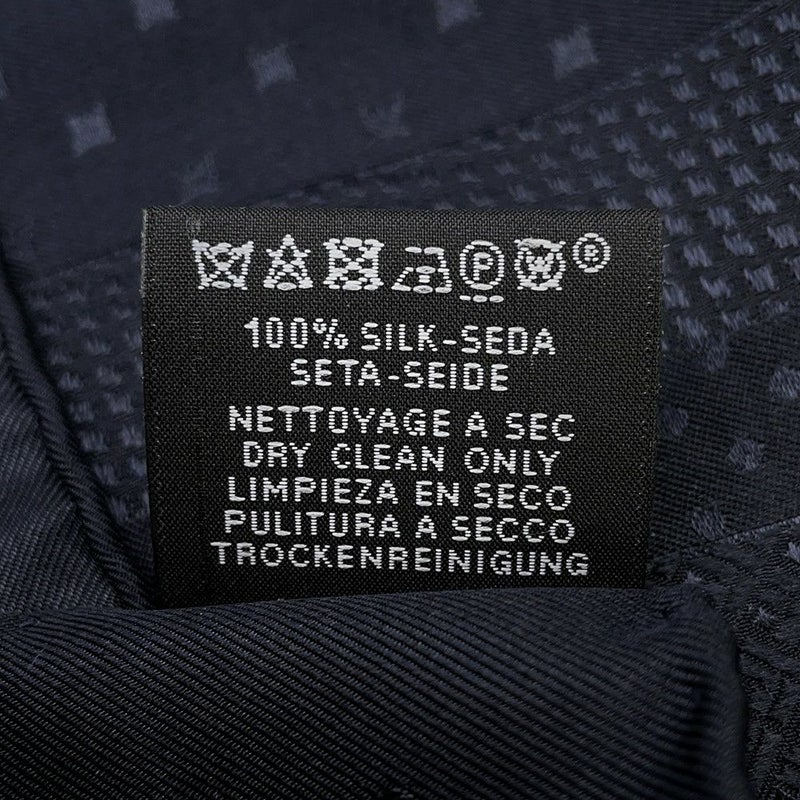 P W ®
100% SILK-SEDA
SETA-SEIDE
NETTOYAGE A SEC
DRY CLEAN ONLY
LIMPIEZA EN SECO
PULITURA A SECCO
TROCKENREINIGUNG